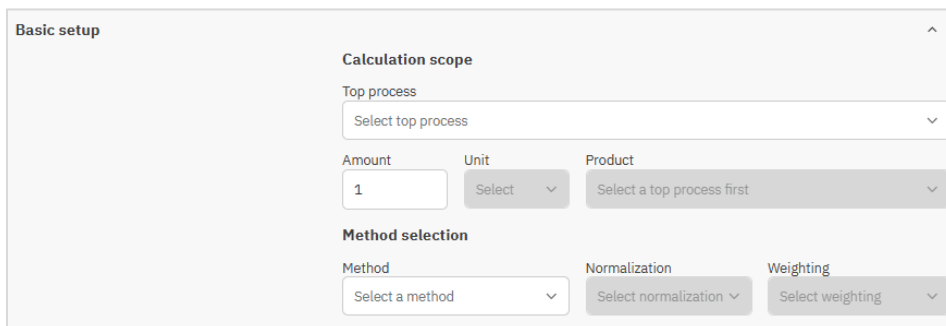 Basic setup
Calculation scope
Top process
Select top process
Amount Unit Product
1 Select Select a top process first
Method selection
Method Normalization Weighting
Select a method Select normalization Select weighting